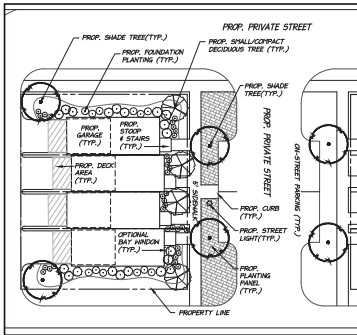 PROP. PRIVATE STREET
PROP. SHADE TREE(TYP.)
PROP. FOUNDATION
PLANTING (TYP.)
PROP. SMALL/COMPACT
DECIDUOUS TREE (TYP.)
PROP. SHADE
TREE(TYP.)
PROP.
GARAGE
(TYP.)
PROP.
STOOP
& STAIRS
(TYP.)
PROP. DECK
AREA
(TYP.)
PROP. PRIVATE STREET
ON-STREET PARKING (TYP.)
5' SIDEWALK
PROP. CURB
(TYP.)
PROP. STREET
LIGHT(TYP.)
OPTIONAL
BAY WINDOW
(TYP.)
PROP.
PLANTING
PANEL
(TYP.)
PROPERTY LINE